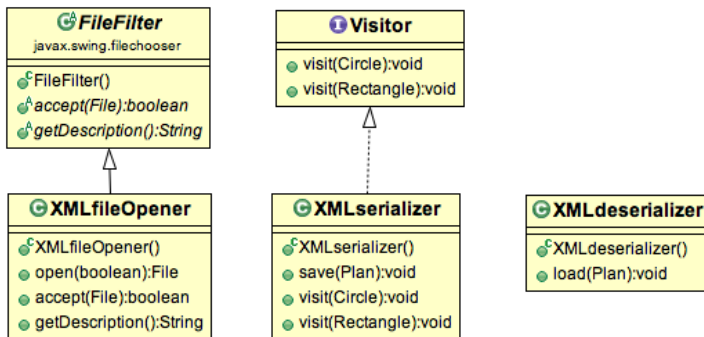 FileFilter
javax.swing.filechooser
FileFilter()
accept(File):boolean
getDescription():String
Visitor
visit(Circle):void
visit(Rectangle):void
XMLfileOpener
XMLfileOpener()
open(boolean):File
accept(File):boolean
getDescription():String
XMLserializer
XMLserializer()
save(Plan):void
visit(Circle):void
visit(Rectangle):void
XMLdeserializer
XMLdeserializer()
load(Plan):void